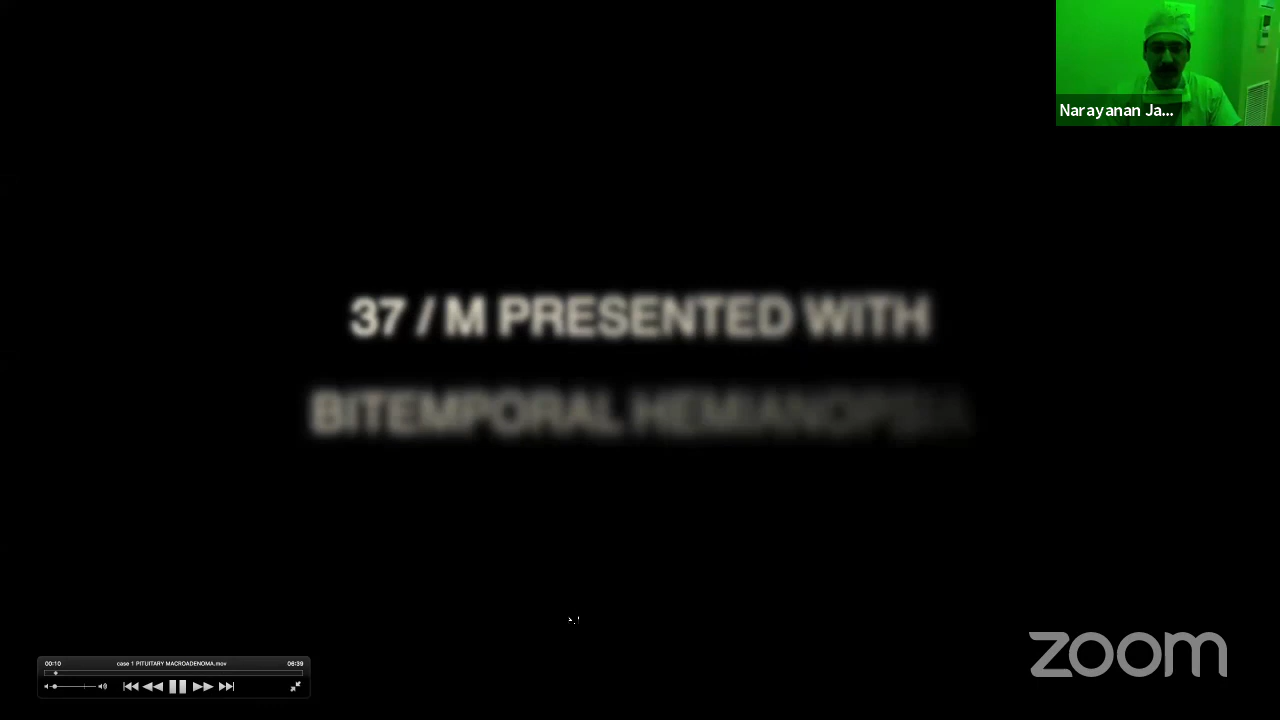 Narayanan Ja...
37 / M PRESENTED WITH
BITEMPORAL HEMIANOPSIA
00:10 case 1 PITUITARY MACROADENOMA.mov 06:39
zoom